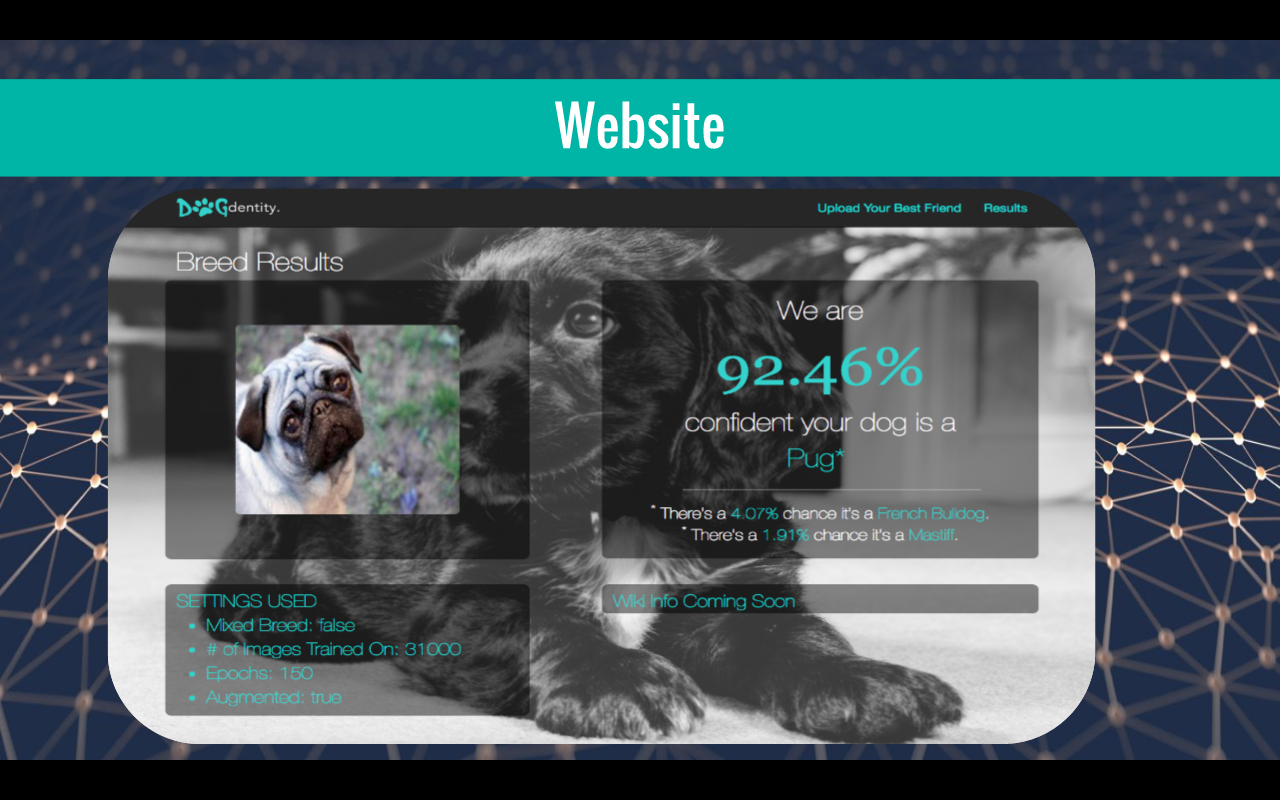 Website
DOGdentity.
Upload Your Best Friend Results
Breed Results
We are
92.46%
confident your dog is a
Pug*
* There's a 4.07% chance it's a French Bulldog.
* There's a 1.91% chance it's a Mastiff.
SETTINGS USED
• Mixed Breed: false
• # of Images Trained On: 31000
• Epochs: 150
• Augmented: true
Wiki Info Coming Soon